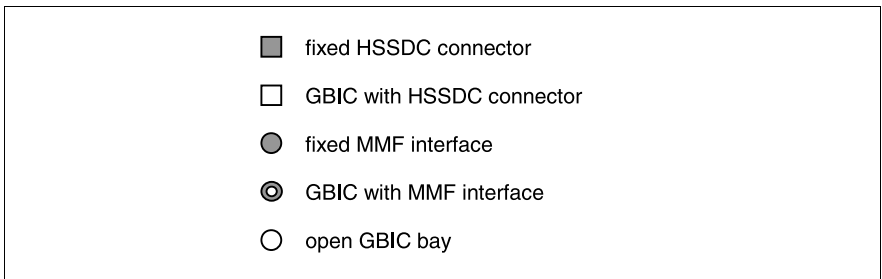 fixed HSSDC connector
GBIC with HSSDC connector
fixed MMF interface
GBIC with MMF interface
open GBIC bay